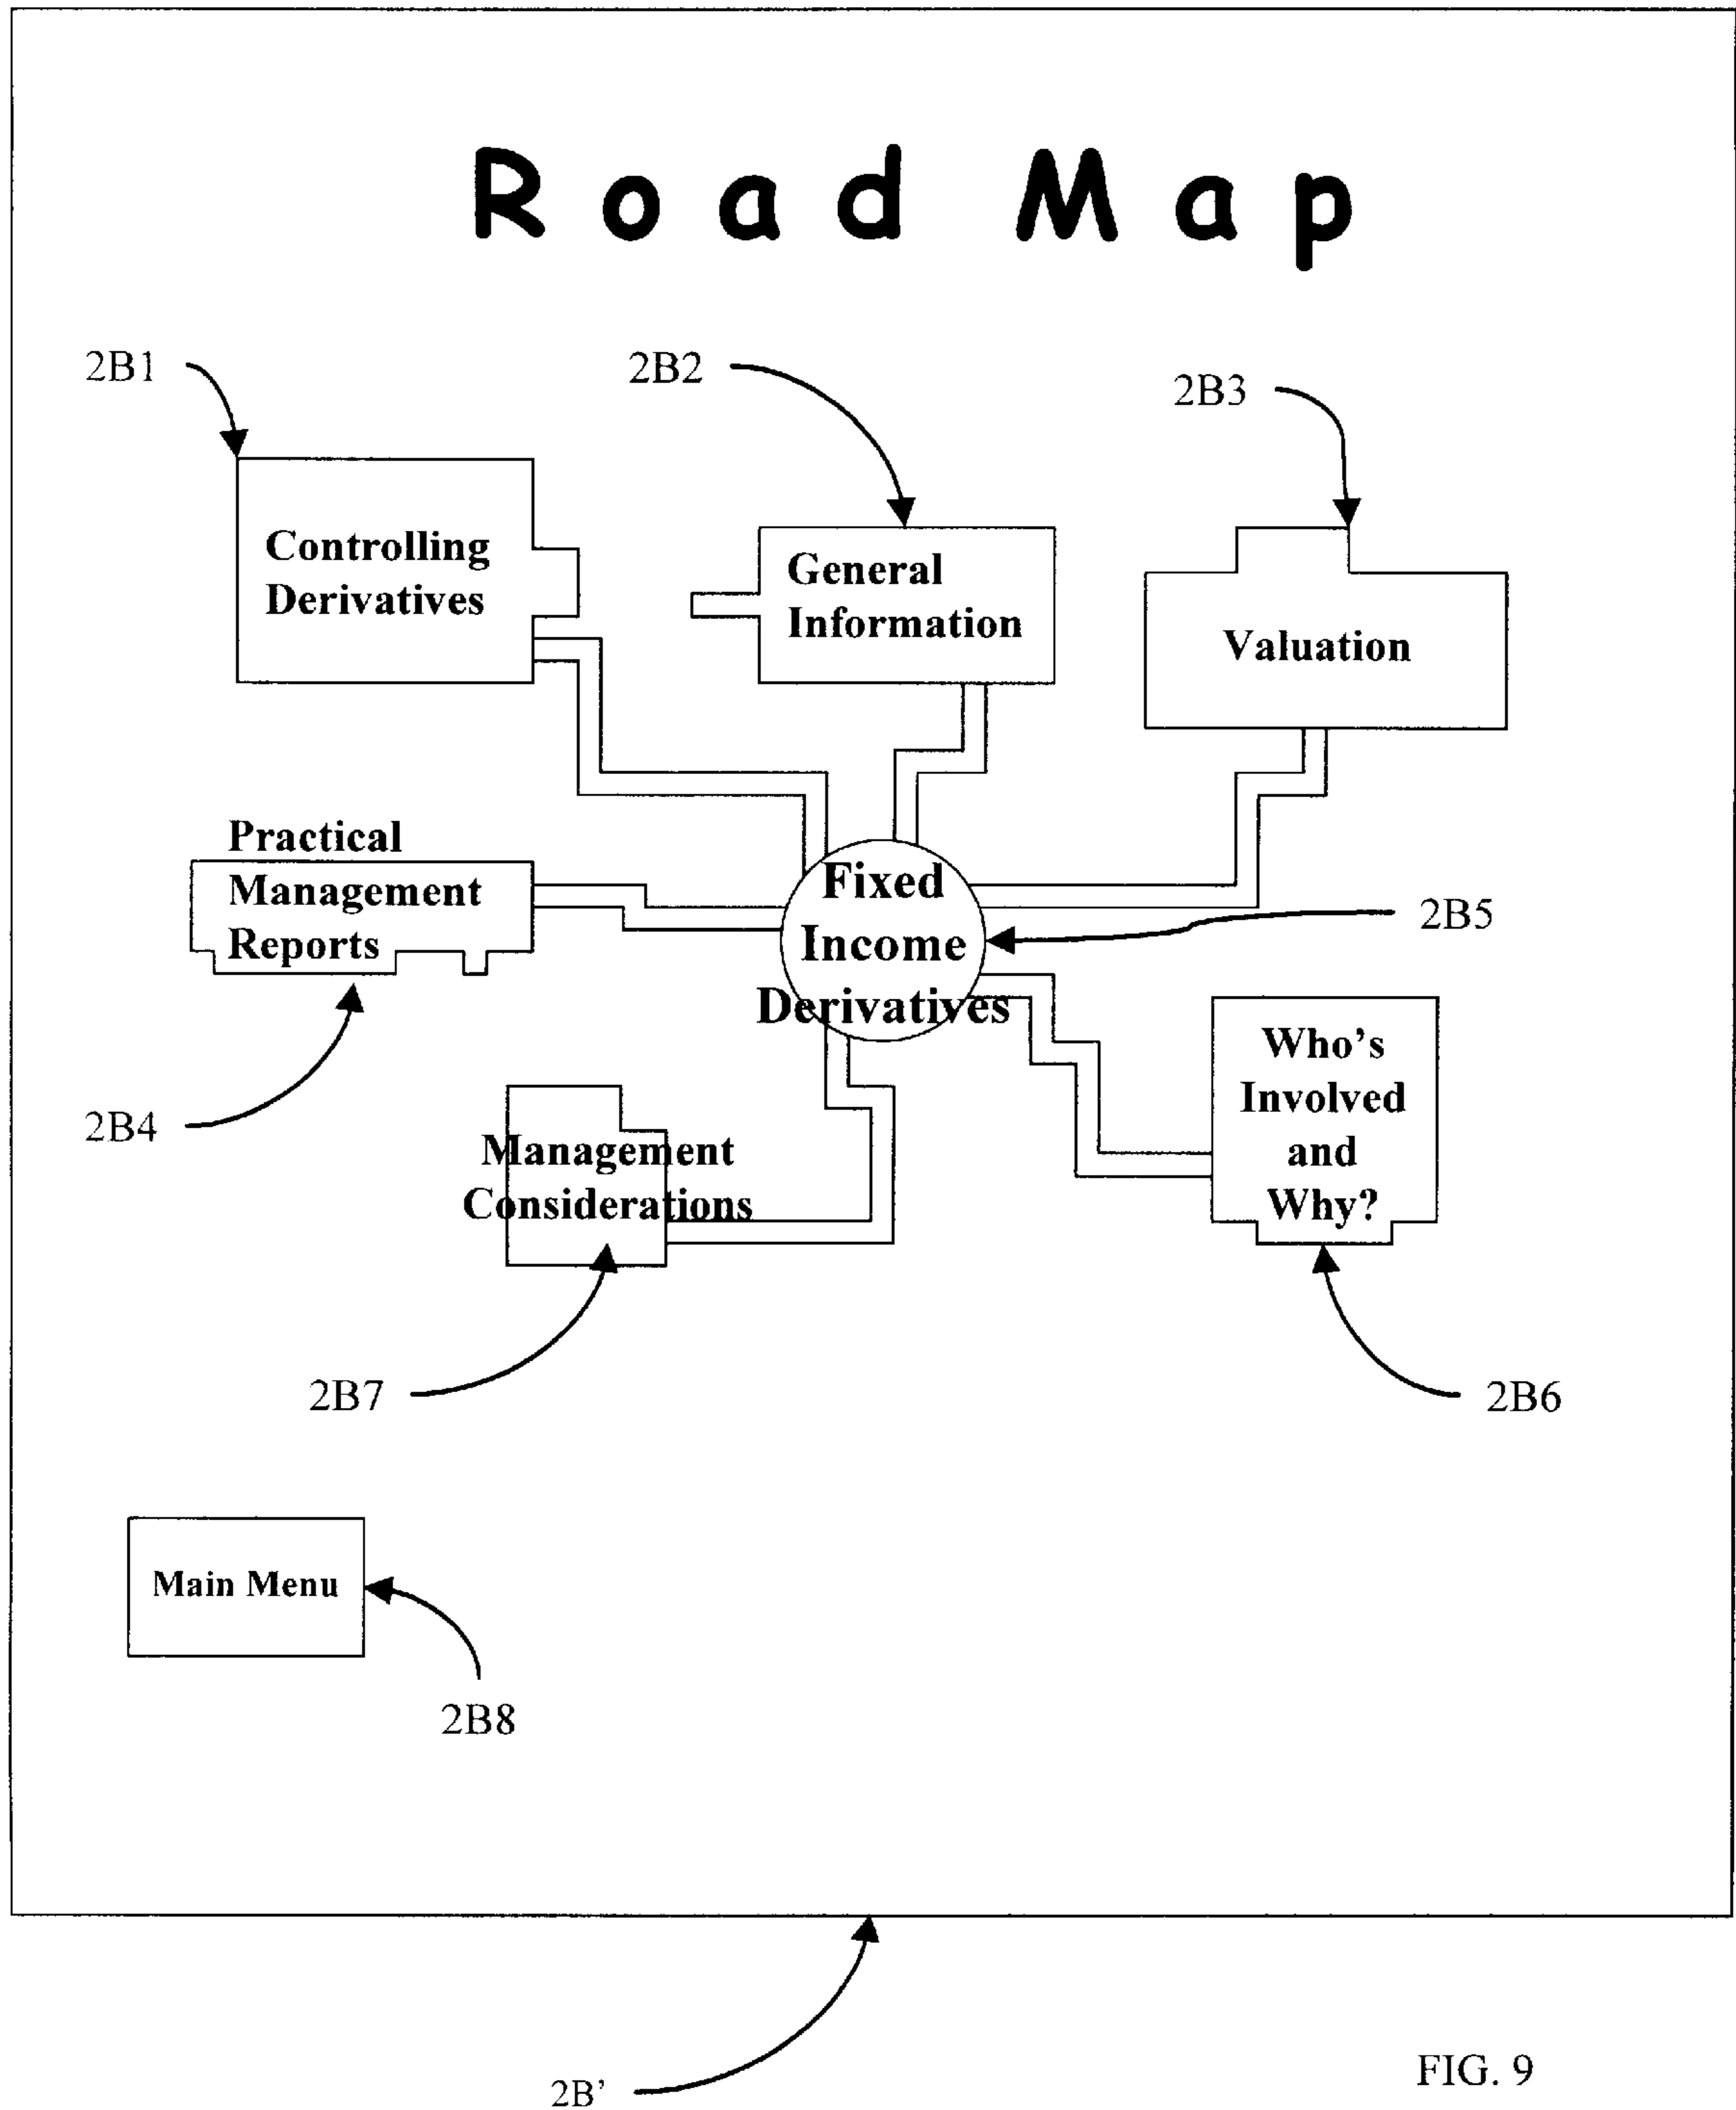 Road Map
2B1
2B2
2B3
Controlling
Derivatives
General
Information
Valuation
Practical
Management
Reports
Fixed
Income
Derivatives
2B5
2B4
Who’s
Involved
and
Why?
Management
Considerations
2B7
2B6
Main Menu
2B8
2B’
FIG. 9